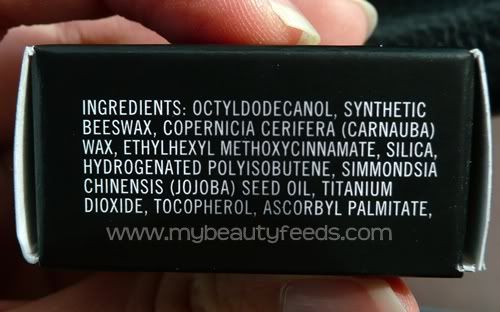 INGREDIENTS: OCTYLDODECANOL, SYNTHETIC
BEESWAX, COPERNICIA CERIFERA (CARNAUBA)
WAX, ETHYLHEXYL METHOXYCINNAMATE, SILICA,
HYDROGENATED POLYISOBUTENE, SIMMONDSIA
CHINENSIS (JOJOBA) SEED OIL, TITANIUM
DIOXIDE, TOCOPHEROL, ASCORBYL PALMITATE,
www.mybeautyfeeds.com